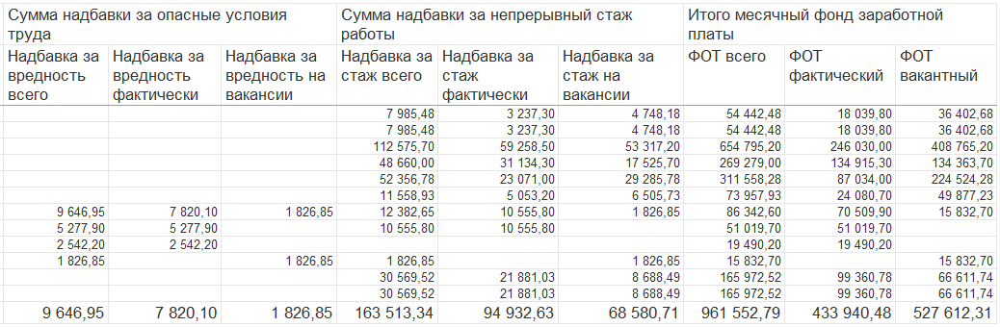 Сумма надбавки за опасные условия труда Сумма надбавки за непрерывный стаж работы Итого месячный фонд заработной платы
Надбавка за вредность всего Надбавка за вредность фактически Надбавка за вредность на вакансии Надбавка за стаж всего Надбавка за стаж фактически Надбавка за стаж на вакансии ФОТ всего ФОТ фактический ФОТ вакантный
7 985,48 3 237,30 4 748,18 54 442,48 18 039,80 36 402,68
7 985,48 3 237,30 4 748,18 54 442,48 18 039,80 36 402,68
112 575,70 59 258,50 53 317,20 654 795,20 246 030,00 408 765,20
48 660,00 31 134,30 17 525,70 269 279,00 134 915,30 134 363,70
52 356,78 23 071,00 29 285,78 311 558,28 87 034,00 224 524,28
11 558,93 5 053,20 6 505,73 73 957,93 24 080,70 49 877,23
9 646,95 7 820,10 1 826,85 12 382,65 10 555,80 1 826,85 86 342,60 70 509,90 15 832,70
5 277,90 5 277,90 10 555,80 10 555,80 51 019,70 51 019,70
2 542,20 2 542,20 19 490,20 19 490,20
1 826,85 1 826,85 1 826,85 1 826,85 15 832,70 15 832,70
30 569,52 21 881,03 8 688,49 165 972,52 99 360,78 66 611,74
30 569,52 21 881,03 8 688,49 165 972,52 99 360,78 66 611,74
9 646,95 7 820,10 1 826,85 163 513,34 94 932,63 68 580,71 961 552,79 433 940,48 527 612,31